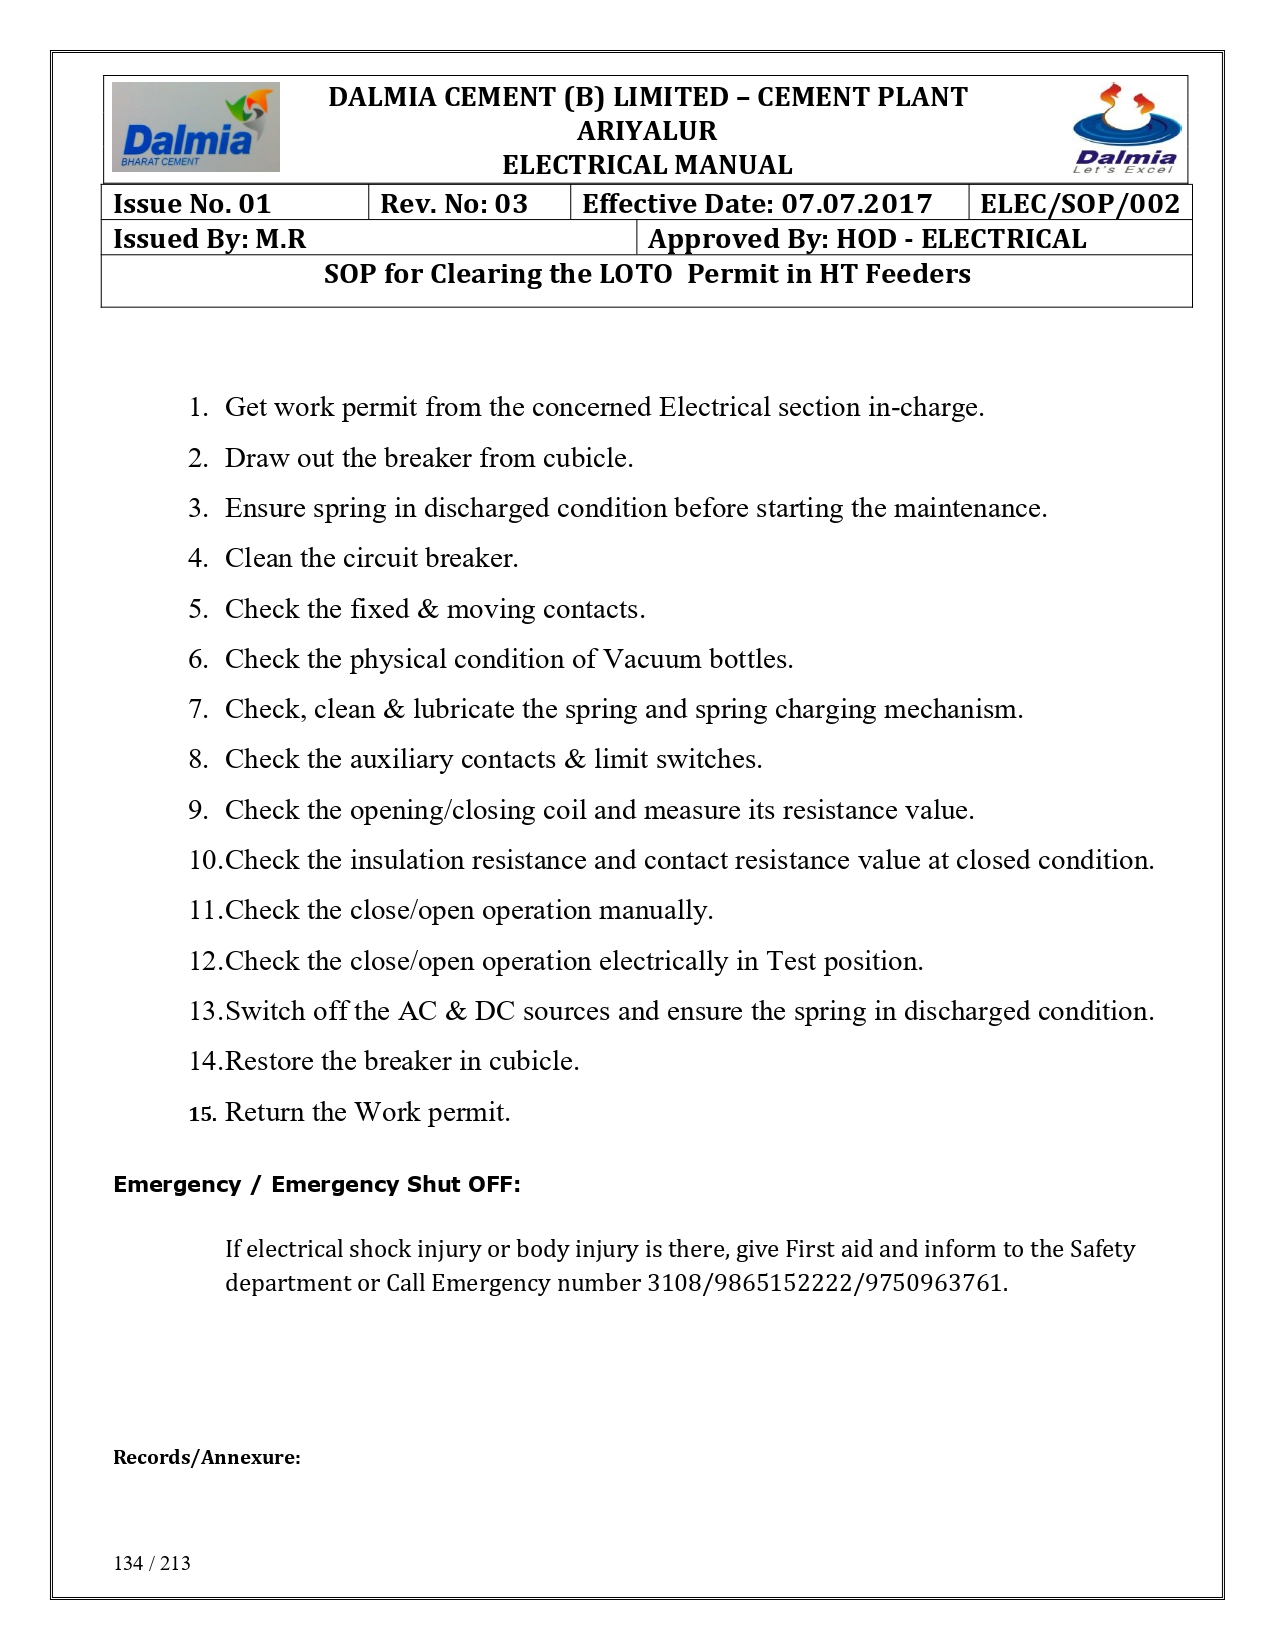 Dalmia
BHARAT CEMENT
DALMIA CEMENT (B) LIMITED – CEMENT PLANT
ARIYALUR
ELECTRICAL MANUAL
Dalmia
Let's Excel
Issue No. 01 Rev. No: 03 Effective Date: 07.07.2017 ELEC/SOP/002
Issued By: M.R Approved By: HOD - ELECTRICAL
SOP for Clearing the LOTO  Permit in HT Feeders
1. Get work permit from the concerned Electrical section in-charge.
2. Draw out the breaker from cubicle.
3. Ensure spring in discharged condition before starting the maintenance.
4. Clean the circuit breaker.
5. Check the fixed & moving contacts.
6. Check the physical condition of Vacuum bottles.
7. Check, clean & lubricate the spring and spring charging mechanism.
8. Check the auxiliary contacts & limit switches.
9. Check the opening/closing coil and measure its resistance value.
10.Check the insulation resistance and contact resistance value at closed condition.
11.Check the close/open operation manually.
12.Check the close/open operation electrically in Test position.
13.Switch off the AC & DC sources and ensure the spring in discharged condition.
14.Restore the breaker in cubicle.
15. Return the Work permit.
Emergency / Emergency Shut OFF:
If electrical shock injury or body injury is there, give First aid and inform to the Safety
department or Call Emergency number 3108/9865152222/9750963761.
Records/Annexure:
134 / 213